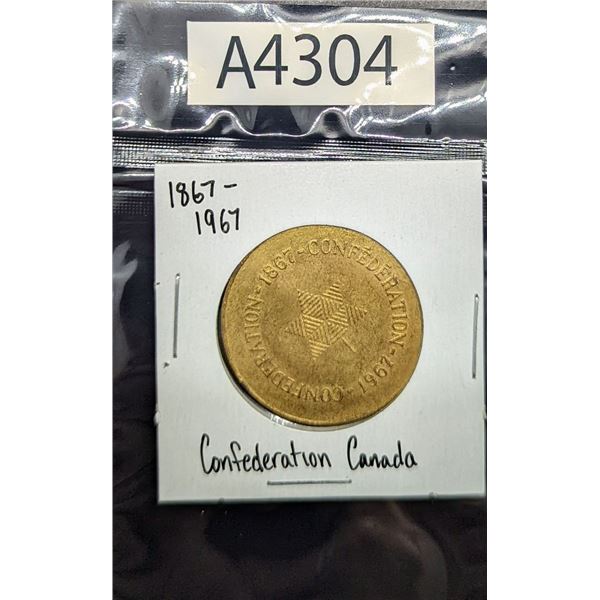 A4304
1867-
1967
CONFEDERATION - 1867 - CONFEDERATION - 1967 -
Confederation Canada